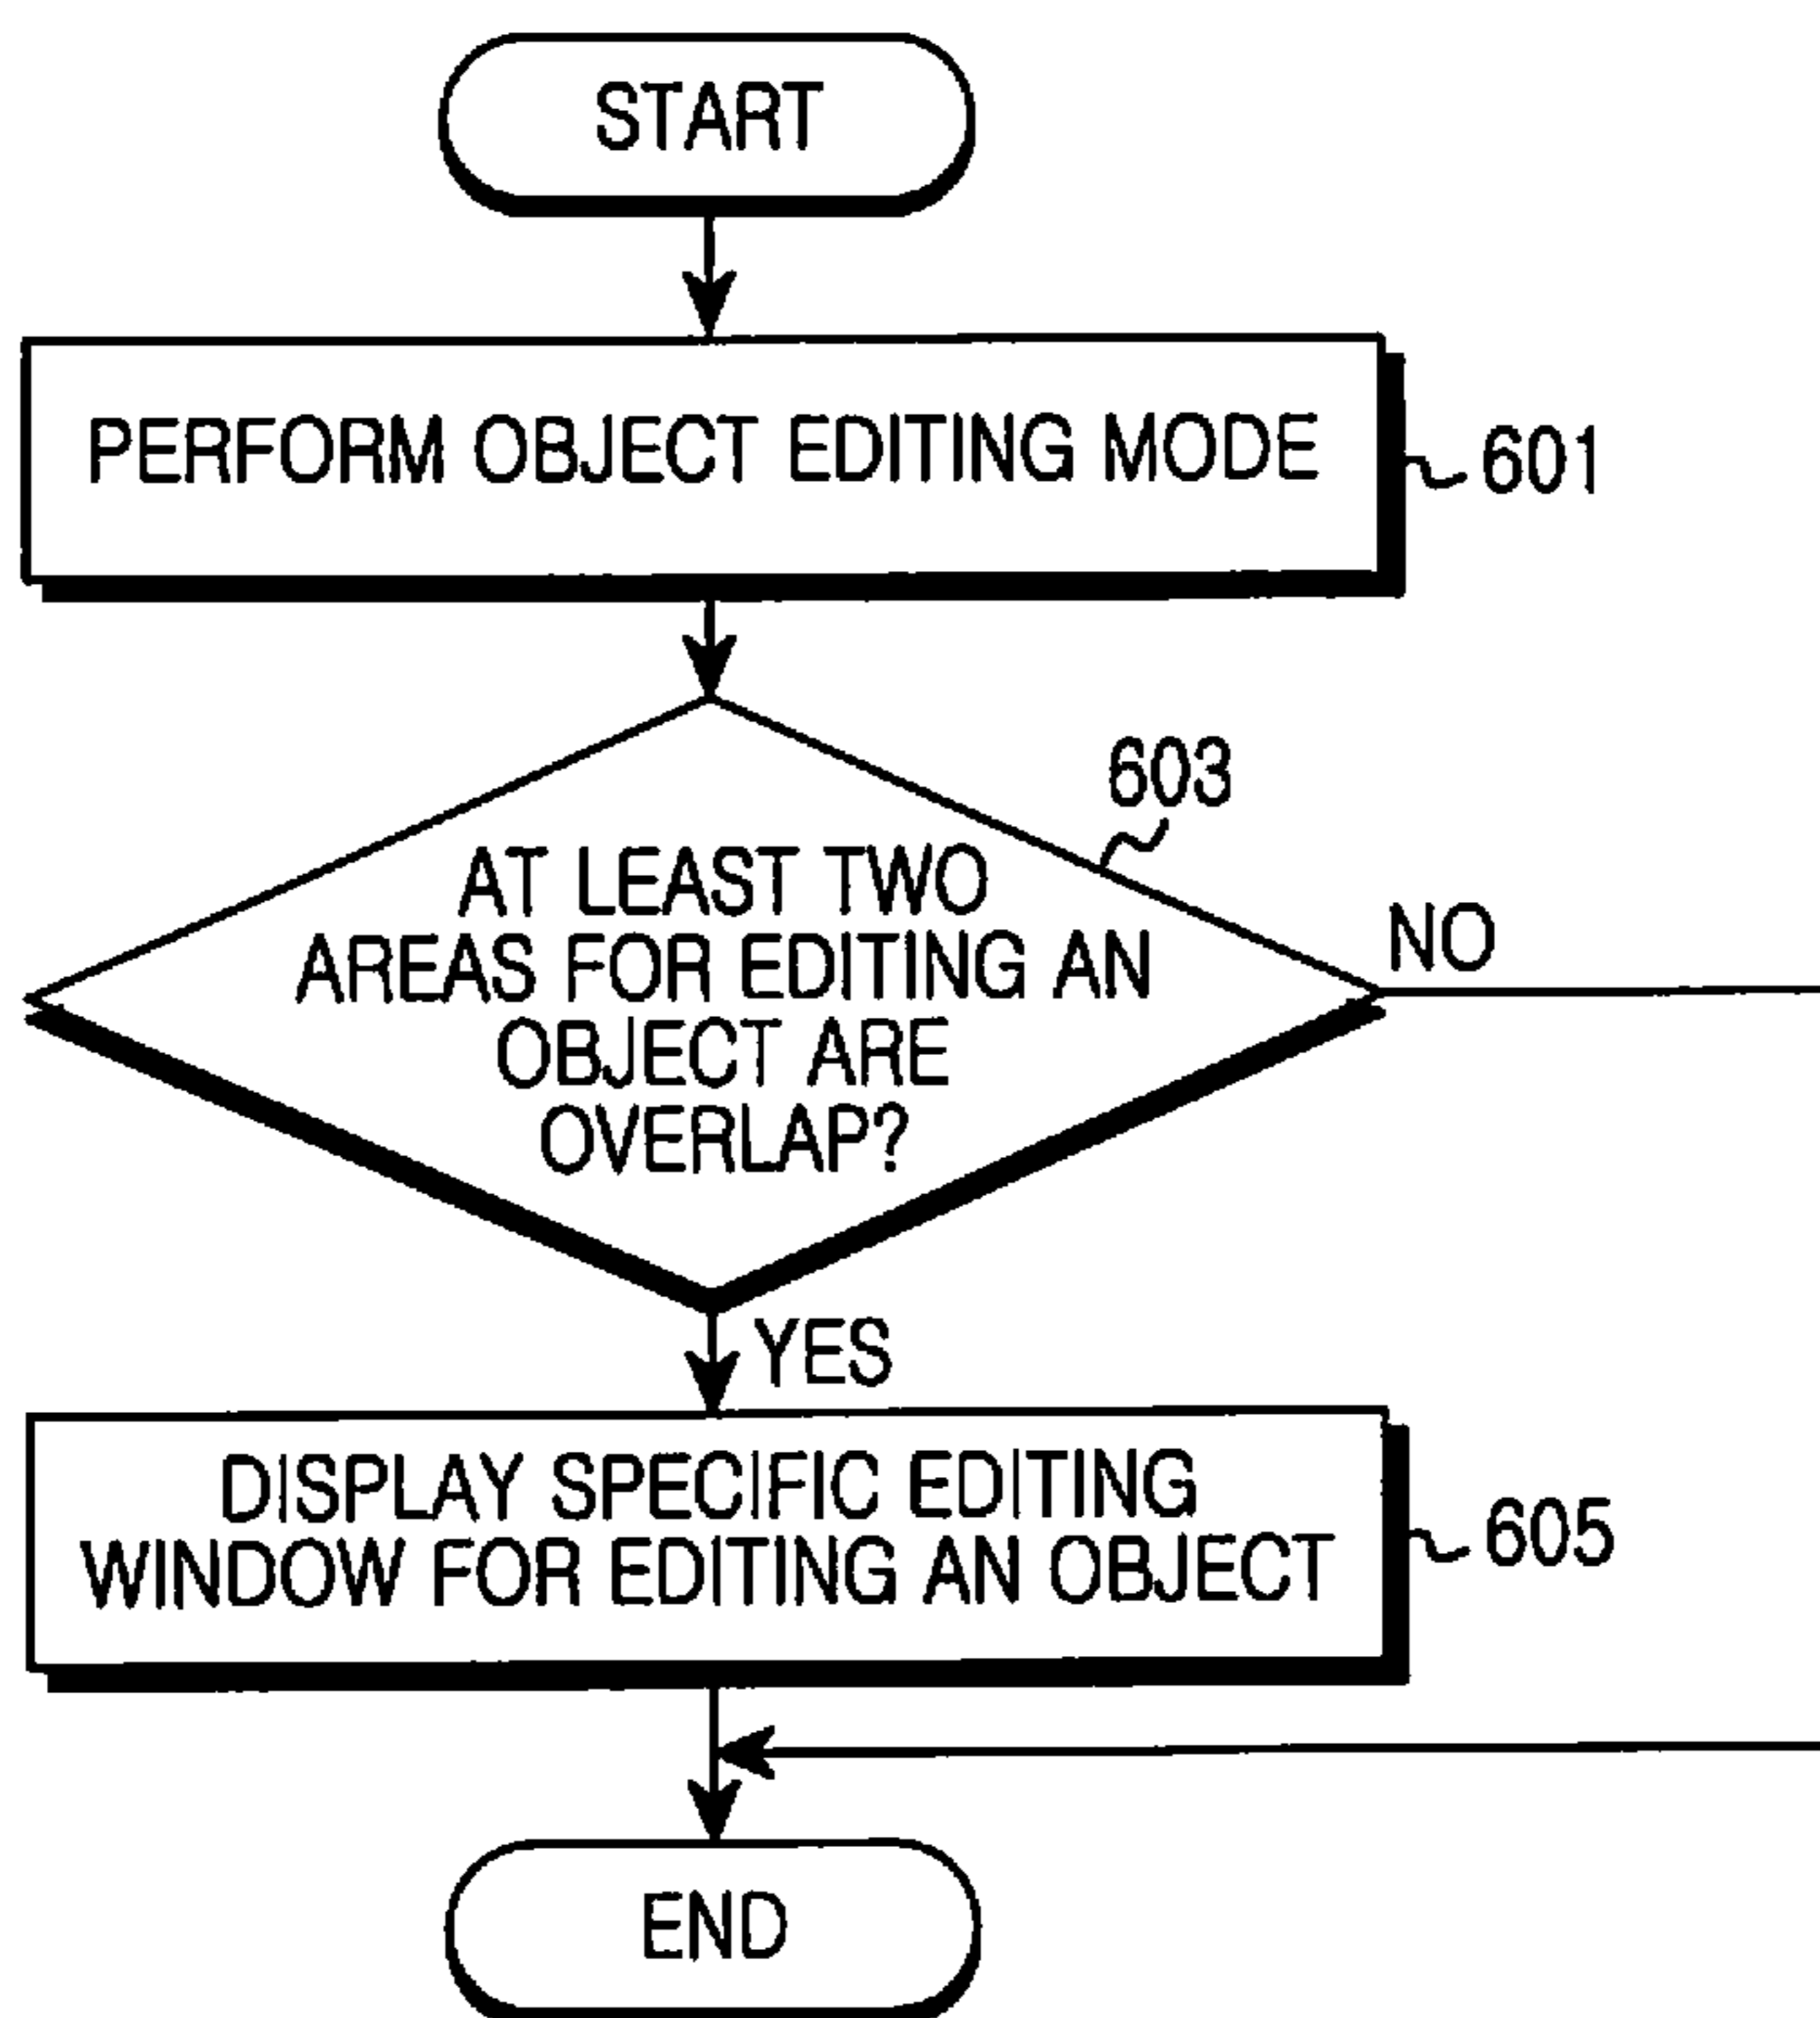 START
PERFORM OBJECT EDITING MODE
601
603
AT LEAST TWO
AREAS FOR EDITING AN
OBJECT ARE
OVERLAP?
NO
YES
DISPLAY SPECIFIC EDITING
WINDOW FOR EDITING AN OBJECT
605
END